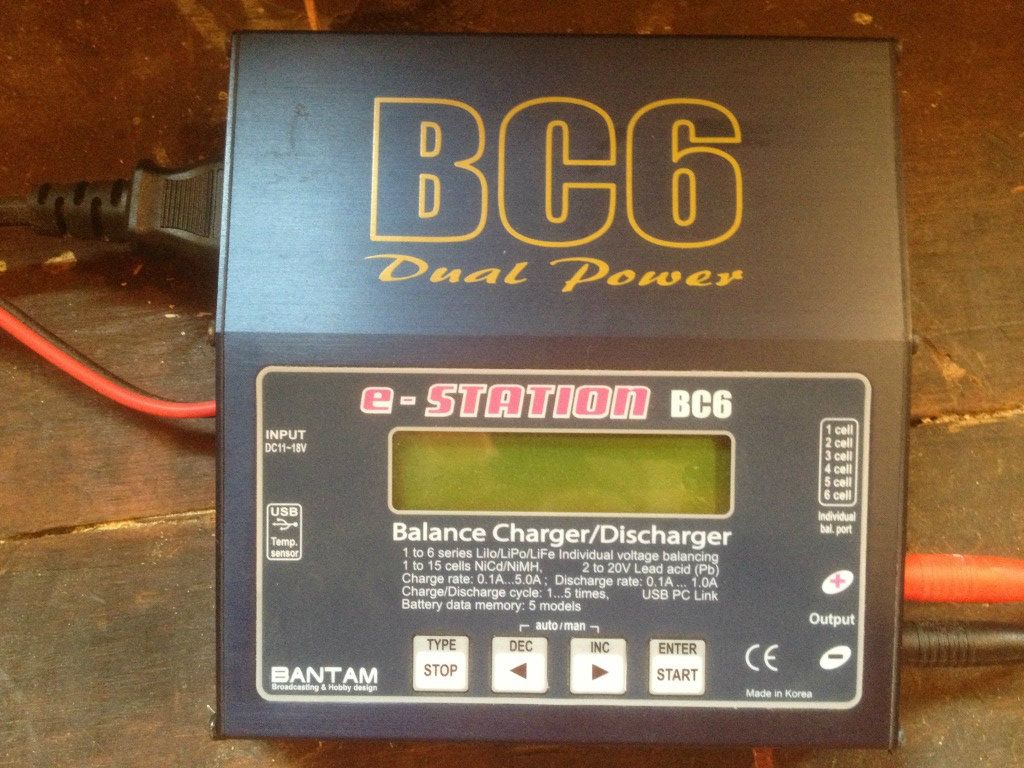 BC6
Dual Power
e-STATION BC6
INPUT
DC11~18V
USB
Temp.
sensor
1 cell
2 cell
3 cell
4 cell
5 cell
6 cell
Individual
bal. port
Balance Charger/Discharger
1 to 6 series LiIo/LiPo/LiFe Individual voltage balancing
1 to 15 cells NiCd/NiMH, 2 to 20V Lead acid (Pb)
Charge rate: 0.1A...5.0A ; Discharge rate: 0.1A ... 1.0A
Charge/Discharge cycle: 1...5 times, USB PC Link
Battery data memory: 5 models
+
Output
−
auto/man
TYPE
STOP
DEC
◀
INC
▶
ENTER
START
BANTAM
Broadcasting & Hobby design
CE
Made in Korea